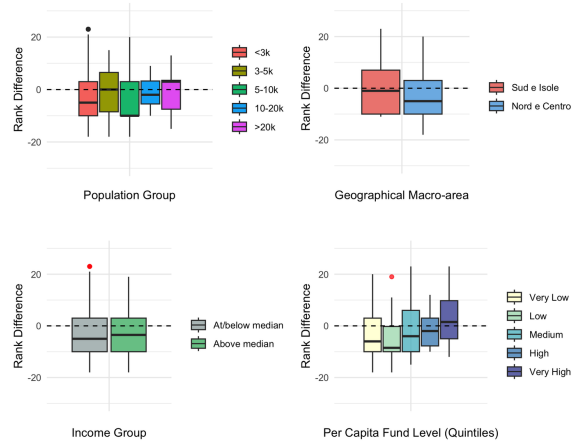 Rank Difference
20
0
-20
Population Group
<3k
3-5k
5-10k
10-20k
>20k
Rank Difference
20
0
-20
Geographical Macro-area
Sud e Isole
Nord e Centro
Rank Difference
20
0
-20
Income Group
At/below median
Above median
Rank Difference
20
0
-20
Per Capita Fund Level (Quintiles)
Very Low
Low
Medium
High
Very High